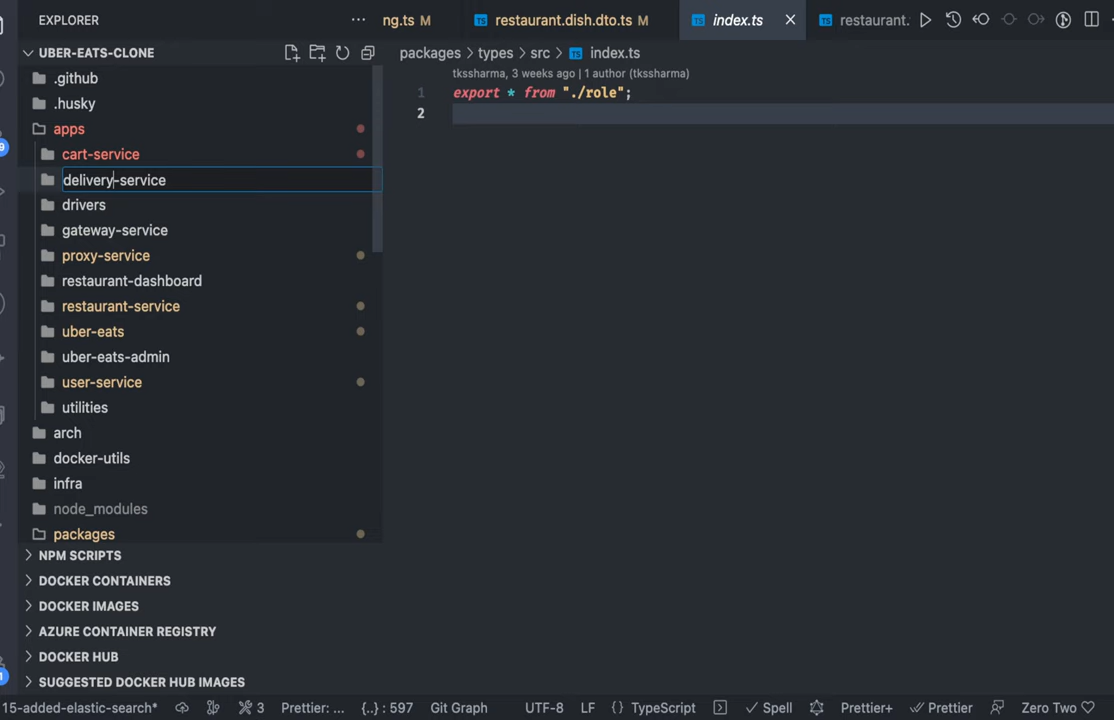 EXPLORER
ng.ts M
restaurant.dish.dto.ts M
index.ts
restaurant.
UBER-EATS-CLONE
packages > types > src > index.ts
tkssharma, 3 weeks ago | 1 author (tkssharma)
1 export * from "./role";
2
.github
.husky
apps
cart-service
delivery-service
drivers
gateway-service
proxy-service
restaurant-dashboard
restaurant-service
uber-eats
uber-eats-admin
user-service
utilities
arch
docker-utils
infra
node_modules
packages
NPM SCRIPTS
DOCKER CONTAINERS
DOCKER IMAGES
AZURE CONTAINER REGISTRY
DOCKER HUB
SUGGESTED DOCKER HUB IMAGES
15-added-elastic-search* 3 Prettier: ... {..} : 597 Git Graph UTF-8 LF {} TypeScript Spell Prettier+ Prettier Zero Two